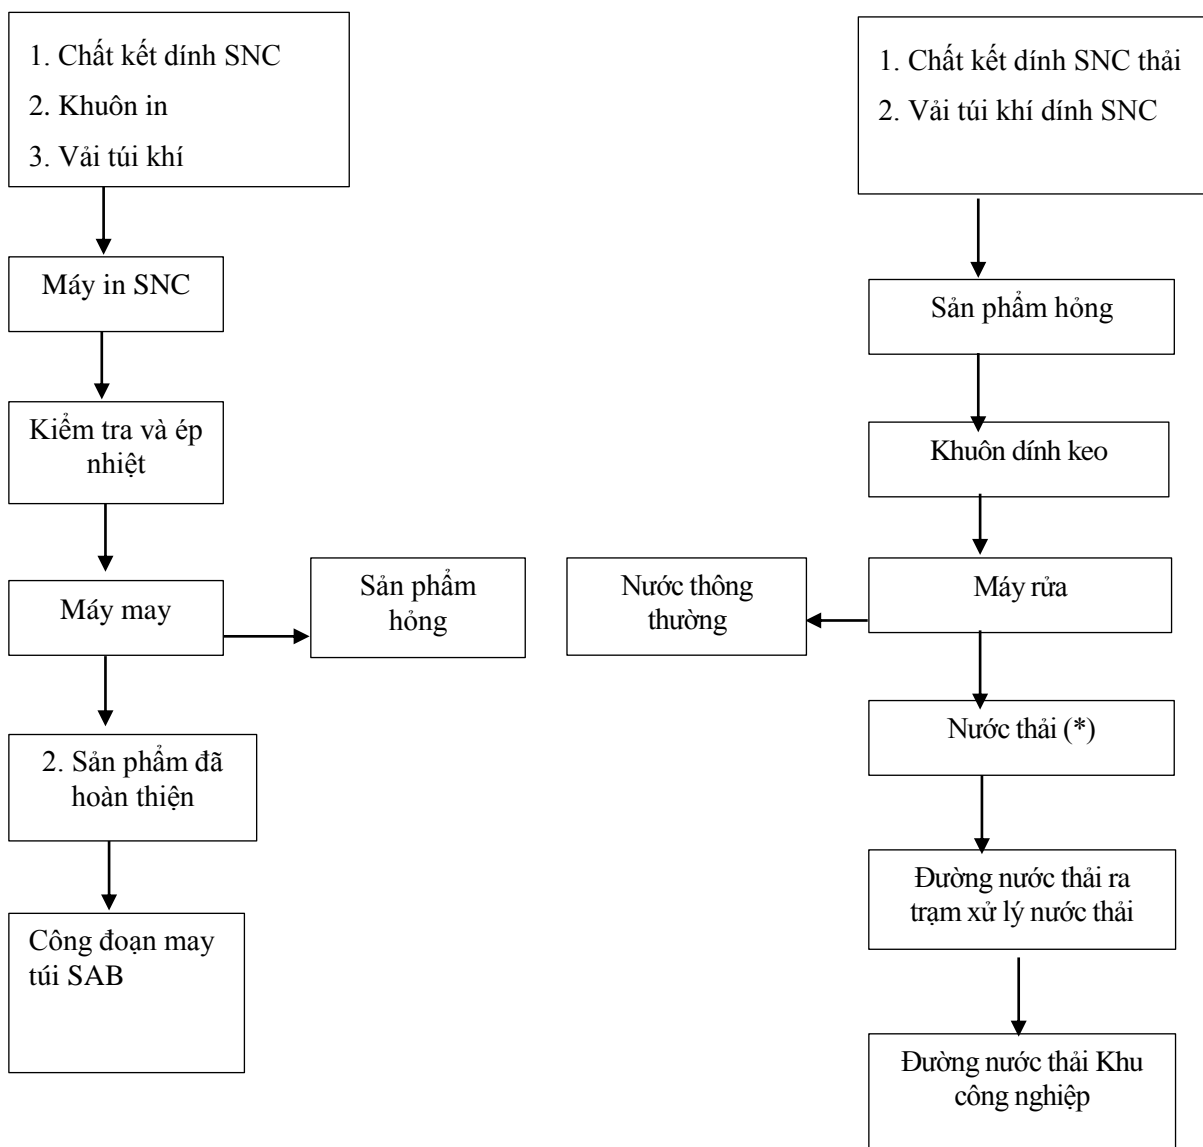 1. Chất kết dính SNC
2. Khuôn in
3. Vải túi khí
Máy in SNC
Kiểm tra và ép
nhiệt
Máy may
Sản phẩm
hỏng
2. Sản phẩm đã
hoàn thiện
Công đoạn may
túi SAB
1. Chất kết dính SNC thải
2. Vải túi khí dính SNC
Sản phẩm hỏng
Khuôn dính keo
Máy rửa
Nước thông
thường
Nước thải (*)
Đường nước thải ra
trạm xử lý nước thải
Đường nước thải Khu
công nghiệp